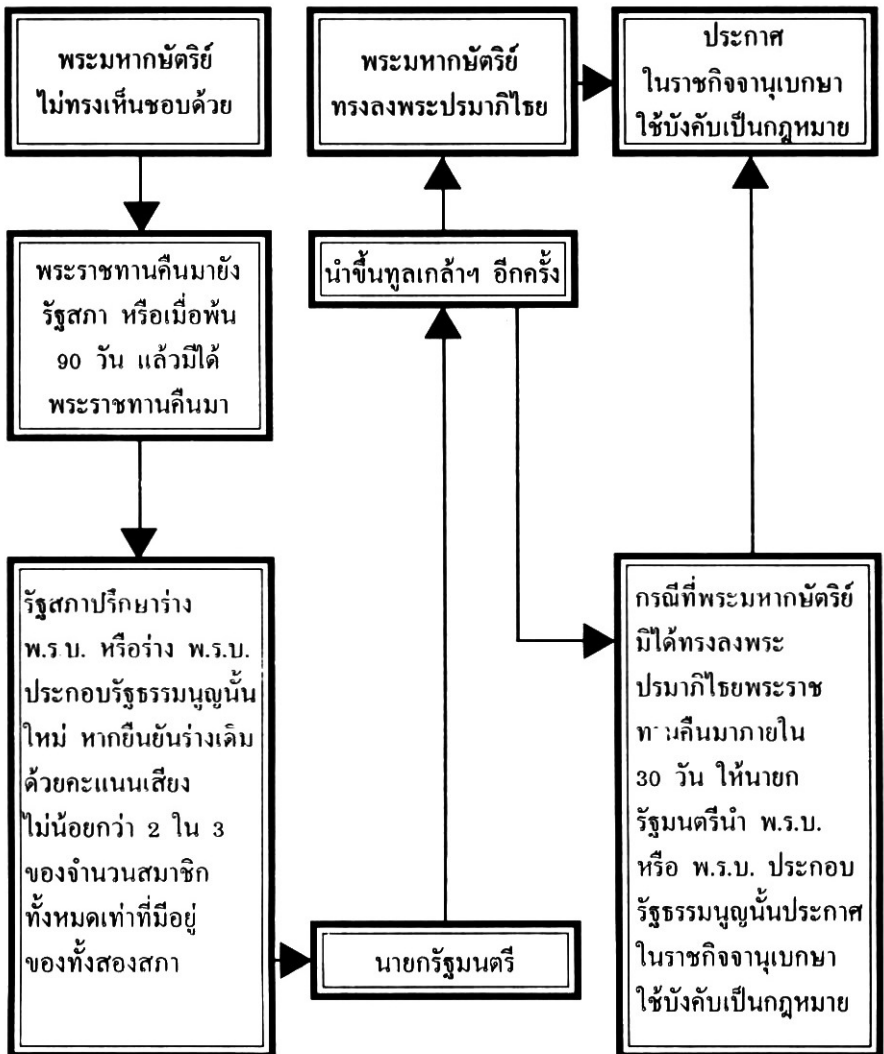 พระมหากษัตริย์
ไม่ทรงเห็นชอบด้วย
พระราชทานคืนมายัง
รัฐสภา หรือเมื่อพ้น
90 วัน แล้วมิได้
พระราชทานคืนมา
รัฐสภาปรึกษาร่าง
พ.ร.บ. หรือร่าง พ.ร.บ.
ประกอบรัฐธรรมนูญนั้น
ใหม่ หากยืนยันร่างเดิม
ด้วยคะแนนเสียง
ไม่น้อยกว่า 2 ใน 3
ของจำนวนสมาชิก
ทั้งหมดเท่าที่มีอยู่
ของทั้งสองสภา
นายกรัฐมนตรี
นำขึ้นทูลเกล้าฯ อีกครั้ง
พระมหากษัตริย์
ทรงลงพระปรมาภิไธย
ประกาศ
ในราชกิจจานุเบกษา
ใช้บังคับเป็นกฎหมาย
กรณีที่พระมหากษัตริย์
มิได้ทรงลงพระ
ปรมาภิไธยพระราช
ทานคืนมาภายใน
30 วัน ให้นายก
รัฐมนตรีนำ พ.ร.บ.
หรือ พ.ร.บ. ประกอบ
รัฐธรรมนูญนั้นประกาศ
ในราชกิจจานุเบกษา
ใช้บังคับเป็นกฎหมาย